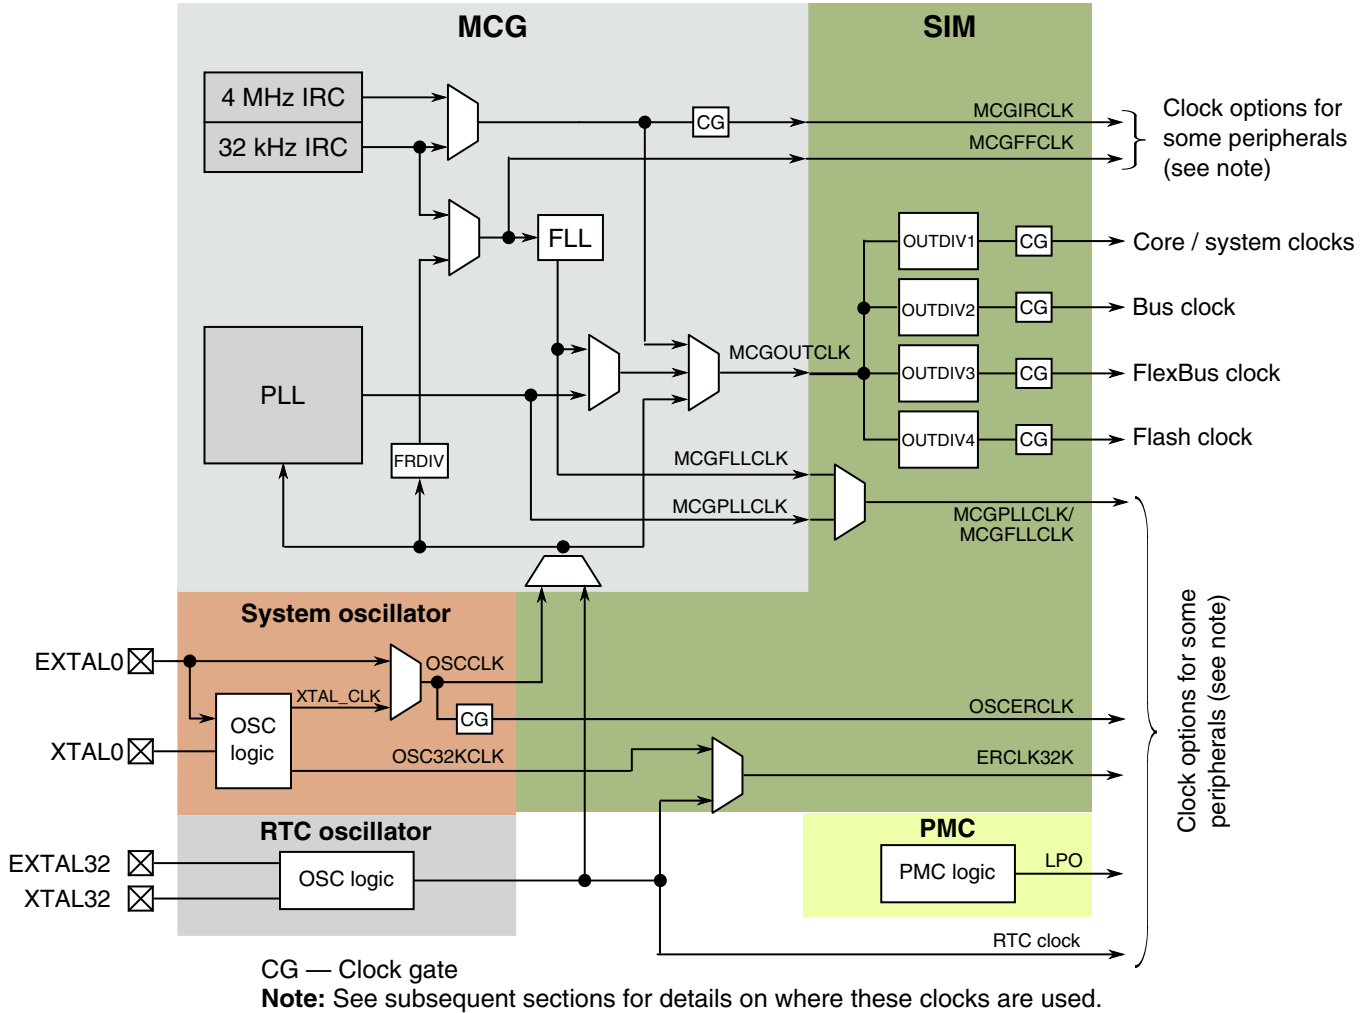 MCG
SIM
4 MHz IRC
32 kHz IRC
CG
MCGIRCLK
MCGFFCLK
Clock options for
some peripherals
(see note)
FLL
OUTDIV1
CG
Core / system clocks
OUTDIV2
CG
Bus clock
PLL
MCGOUTCLK
OUTDIV3
CG
FlexBus clock
OUTDIV4
CG
Flash clock
FRDIV
MCGFLLCLK
MCGPLLCLK
MCGPLLCLK/
MCGFLLCLK
System oscillator
EXTAL0
OSCCLK
XTAL_CLK
OSC
logic
CG
OSCERCLK
XTAL0
OSC32KCLK
ERCLK32K
Clock options for some
peripherals (see note)
RTC oscillator
PMC
EXTAL32
OSC logic
PMC logic
LPO
XTAL32
RTC clock
CG — Clock gate
Note: See subsequent sections for details on where these clocks are used.